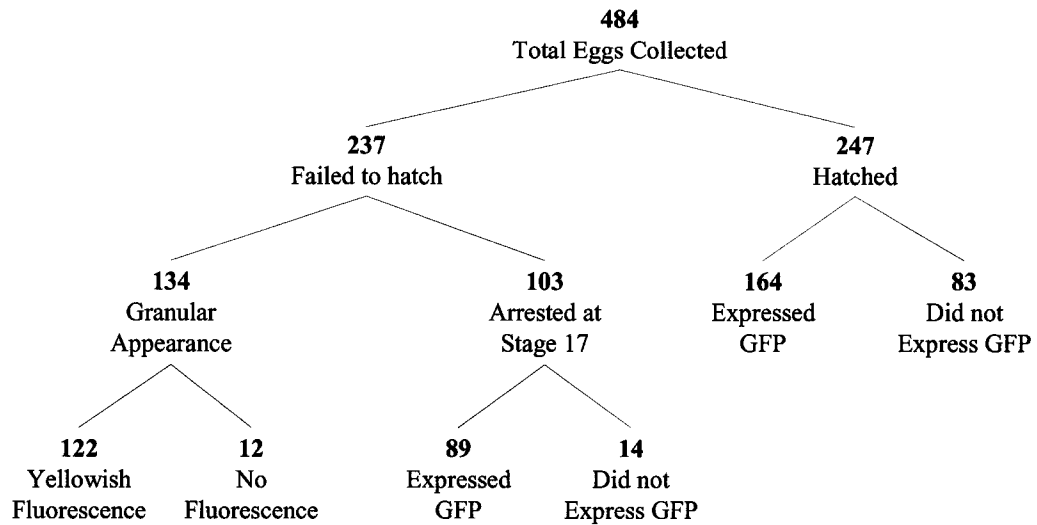 484
Total Eggs Collected
237
Failed to hatch
247
Hatched
134
Granular
Appearance
103
Arrested at
Stage 17
164
Expressed
GFP
83
Did not
Express GFP
122
Yellowish
Fluorescence
12
No
Fluorescence
89
Expressed
GFP
14
Did not
Express GFP